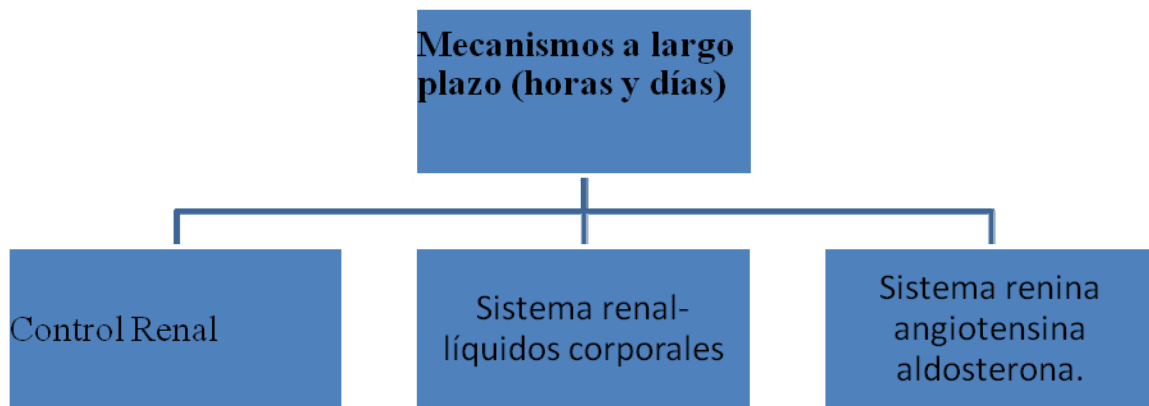 Mecanismos a largo
plazo (horas y días)
Control Renal
Sistema renal-
líquidos corporales
Sistema renina
angiotensina
aldosterona.